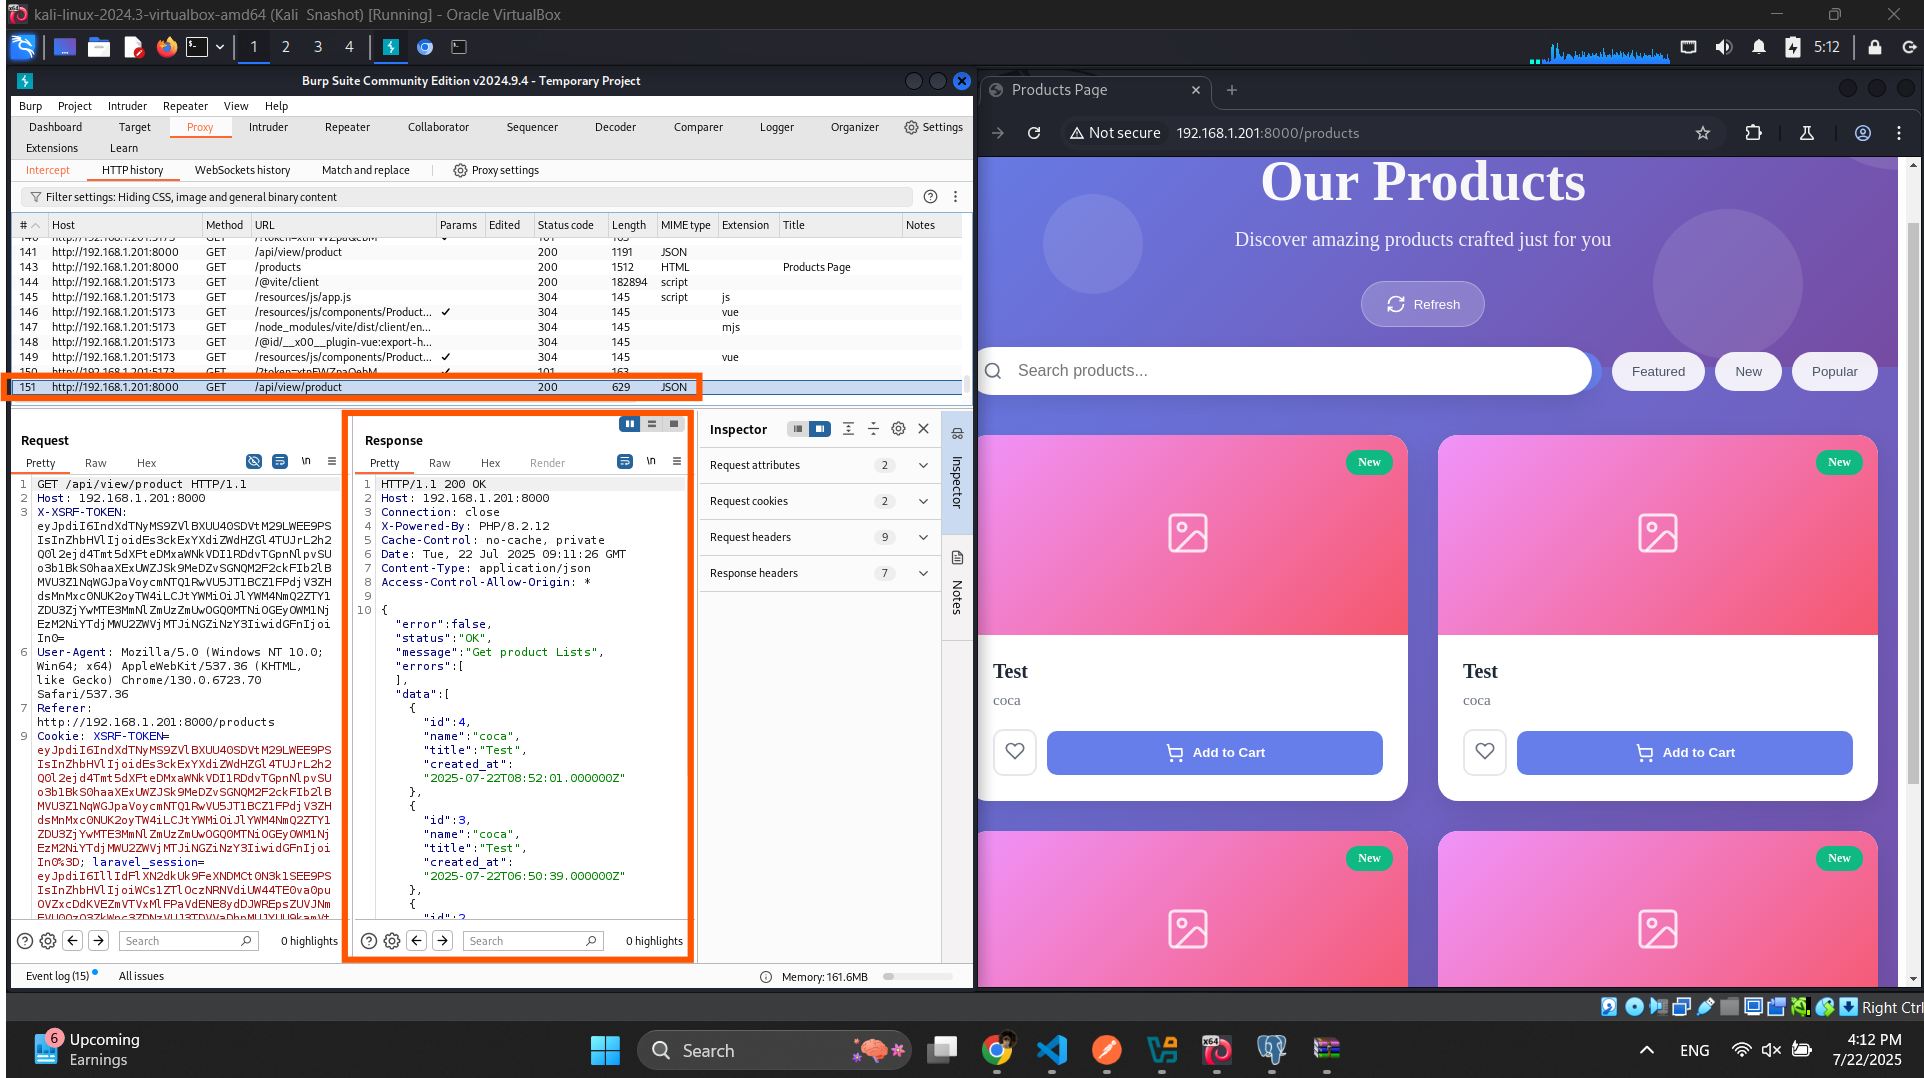 kali-linux-2024.3-virtualbox-amd64 (Kali Snashot) [Running] - Oracle VirtualBox
1 2 3 4
5:12
Burp Suite Community Edition v2024.9.4 - Temporary Project
Burp Project Intruder Repeater View Help
Dashboard Target Proxy Intruder Repeater Collaborator Sequencer Decoder Comparer Logger Organizer Settings
Extensions Learn
Intercept HTTP history WebSockets history Match and replace Proxy settings
Filter settings: Hiding CSS, image and general binary content
# Host Method URL Params Edited Status code Length MIME type Extension Title Notes
141 http://192.168.1.201:8000 GET /api/view/product 200 1191 JSON
143 http://192.168.1.201:8000 GET /products 200 1512 HTML Products Page
144 http://192.168.1.201:5173 GET /@vite/client 200 182894 script
145 http://192.168.1.201:5173 GET /resources/js/app.js 304 145 script js
146 http://192.168.1.201:5173 GET /resources/js/components/Product... ✓ 304 145 vue
147 http://192.168.1.201:5173 GET /node_modules/vite/dist/client/en... 304 145 mjs
148 http://192.168.1.201:5173 GET /@id/__x00__plugin-vue:export-h... 304 145
149 http://192.168.1.201:5173 GET /resources/js/components/Product... ✓ 304 145 vue
151 http://192.168.1.201:8000 GET /api/view/product 200 629 JSON
Request
Pretty Raw Hex \n
1 GET /api/view/product HTTP/1.1
2 Host: 192.168.1.201:8000
3 X-XSRF-TOKEN:
6 User-Agent: Mozilla/5.0 (Windows NT 10.0;
Win64; x64) AppleWebKit/537.36 (KHTML,
like Gecko) Chrome/130.0.6723.70
Safari/537.36
7 Referer:
http://192.168.1.201:8000/products
9 Cookie: XSRF-TOKEN=
In0%3D; laravel_session=
Search 0 highlights
Response
Pretty Raw Hex Render \n
1 HTTP/1.1 200 OK
2 Host: 192.168.1.201:8000
3 Connection: close
4 X-Powered-By: PHP/8.2.12
5 Cache-Control: no-cache, private
6 Date: Tue, 22 Jul 2025 09:11:26 GMT
7 Content-Type: application/json
8 Access-Control-Allow-Origin: *
9
10 {
"error":false,
"status":"OK",
"message":"Get product Lists",
"errors":[
],
"data":[
{
"id":4,
"name":"coca",
"title":"Test",
"created_at":
"2025-07-22T08:52:01.000000Z"
},
{
"id":3,
"name":"coca",
"title":"Test",
"created_at":
"2025-07-22T06:50:39.000000Z"
},
{
"id":2,
Search 0 highlights
Inspector
Request attributes 2
Request cookies 2
Request headers 9
Response headers 7
Inspector
Notes
Event log (15) All issues Memory: 161.6MB
Products Page
Not secure 192.168.1.201:8000/products
Our Products
Discover amazing products crafted just for you
Refresh
Search products... Featured New Popular
New New
Test Test
coca coca
Add to Cart Add to Cart
New New
Right Ctrl
6 Upcoming
Earnings
Search
ENG
4:12 PM
7/22/2025